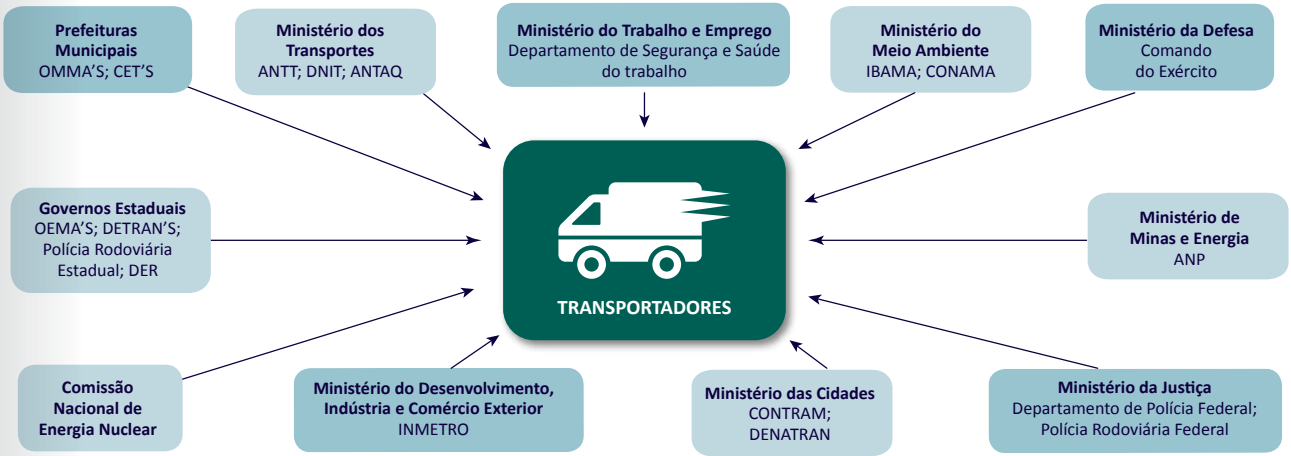 Prefeituras
Municipais
OMMA'S; CET'S
Ministério dos
Transportes
ANTT; DNIT; ANTAQ
Ministério do Trabalho e Emprego
Departamento de Segurança e Saúde
do trabalho
Ministério do
Meio Ambiente
IBAMA; CONAMA
Ministério da Defesa
Comando
do Exército
Governos Estaduais
OEMA'S; DETRAN'S;
Polícia Rodoviária
Estadual; DER
TRANSPORTADORES
Ministério de
Minas e Energia
ANP
Comissão
Nacional de
Energia Nuclear
Ministério do Desenvolvimento,
Indústria e Comércio Exterior
INMETRO
Ministério das Cidades
CONTRAM;
DENATRAN
Ministério da Justiça
Departamento de Polícia Federal;
Polícia Rodoviária Federal